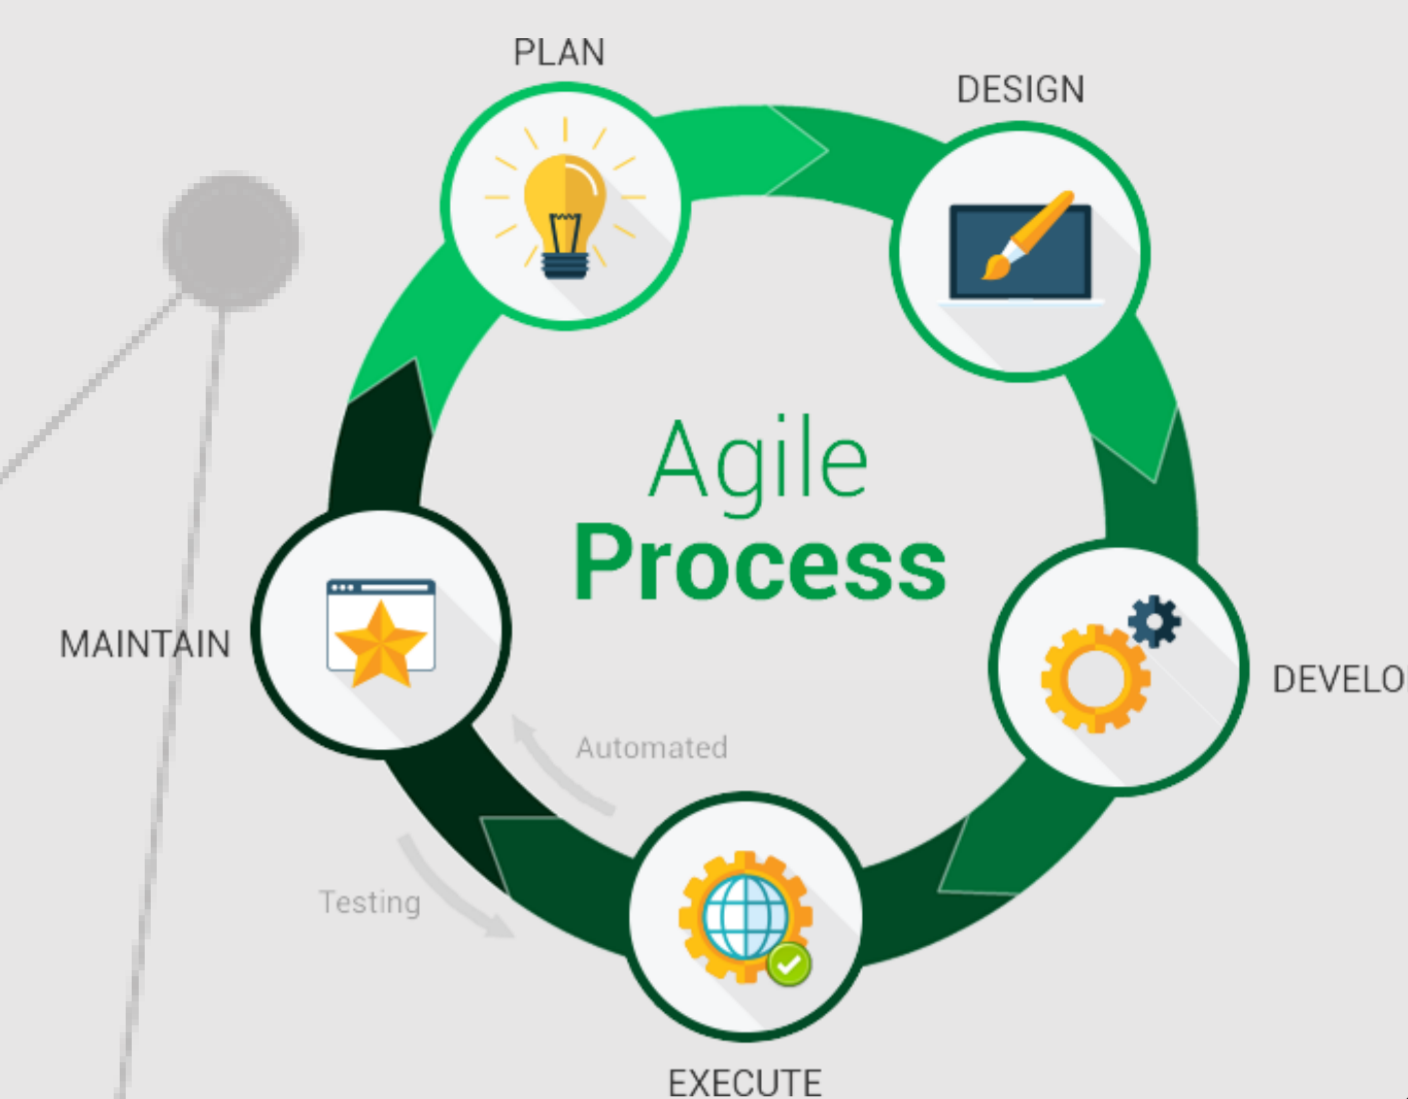 PLAN
DESIGN
Agile
Process
MAINTAIN
DEVELO
Automated
Testing
EXECUTE